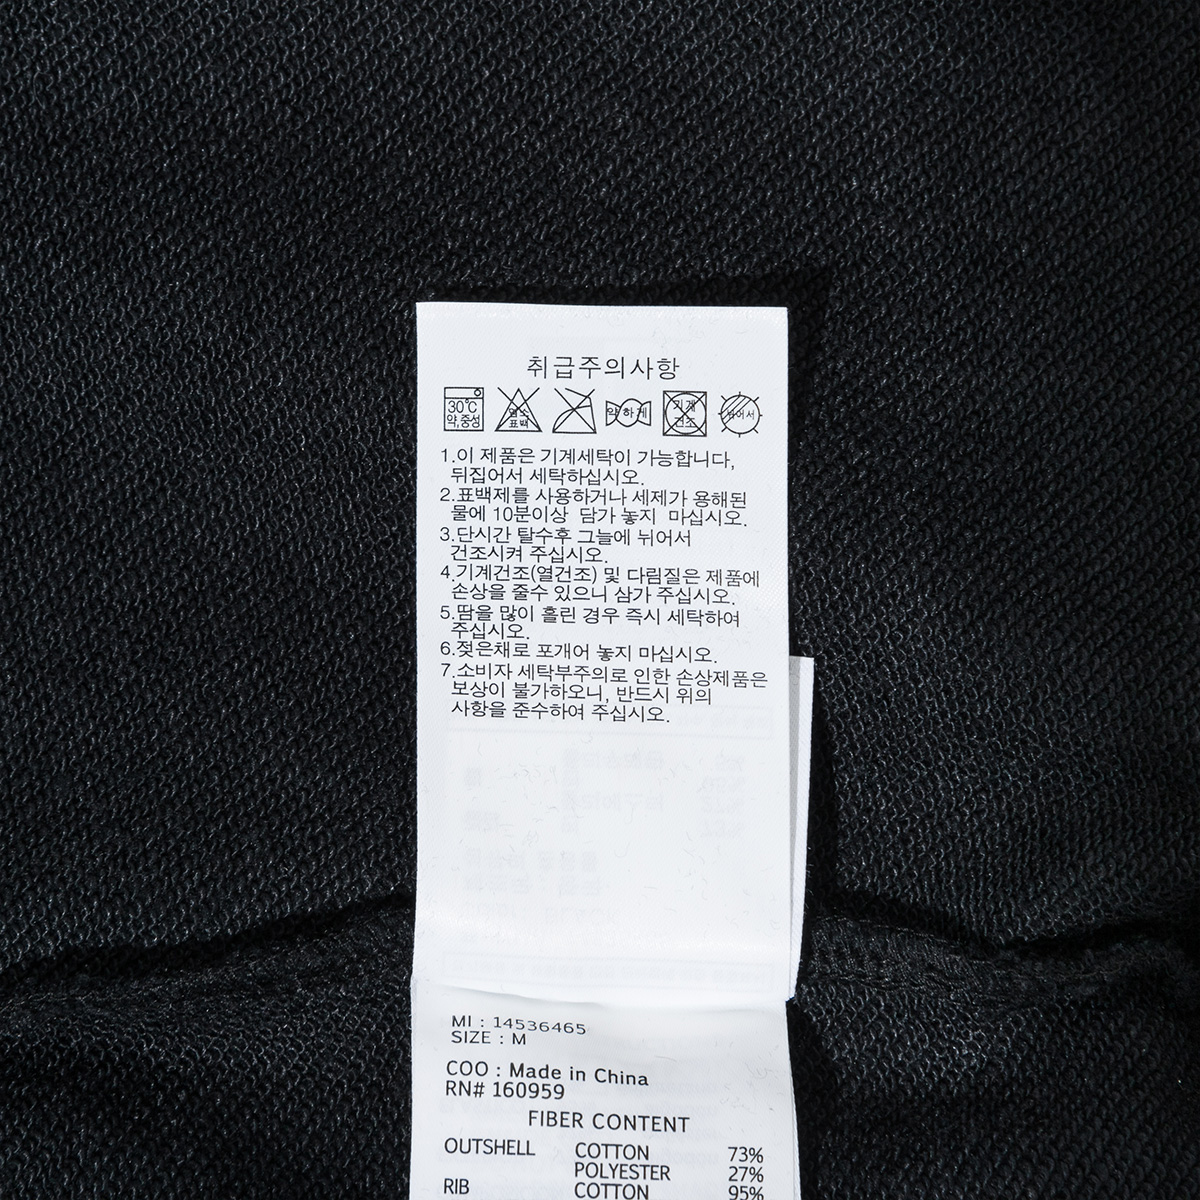 취급주의사항
30℃ 약,중성 염소 표백 약하게 기계 건조 뉘어서
1.이 제품은 기계세탁이 가능합니다,
뒤집어서 세탁하십시오.
2.표백제를 사용하거나 세제가 용해된
물에 10분이상 담가 놓지 마십시오.
3.단시간 탈수후 그늘에 뉘어서
건조시켜 주십시오.
4.기계건조(열건조) 및 다림질은 제품에
손상을 줄수 있으니 삼가 주십시오.
5.땀을 많이 흘린 경우 즉시 세탁하여
주십시오.
6.젖은채로 포개어 놓지 마십시오.
7.소비자 세탁부주의로 인한 손상제품은
보상이 불가하오니, 반드시 위의
사항을 준수하여 주십시오.
MI : 14536465
SIZE : M
COO : Made in China
RN# 160959
FIBER CONTENT
OUTSHELL COTTON 73%
POLYESTER 27%
RIB COTTON 95%